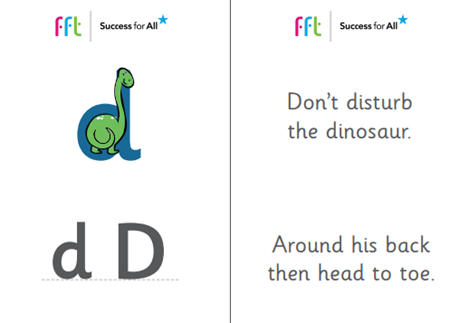 fft Success for All
d
d D
fft Success for All
Don't disturb
the dinosaur.
Around his back
then head to toe.